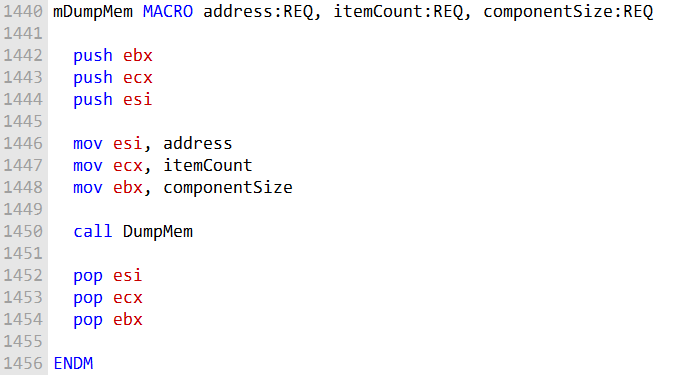 1440 mDumpMem MACRO address:REQ, itemCount:REQ, componentSize:REQ
1441
1442   push ebx
1443   push ecx
1444   push esi
1445
1446   mov esi, address
1447   mov ecx, itemCount
1448   mov ebx, componentSize
1449
1450   call DumpMem
1451
1452   pop esi
1453   pop ecx
1454   pop ebx
1455
1456 ENDM